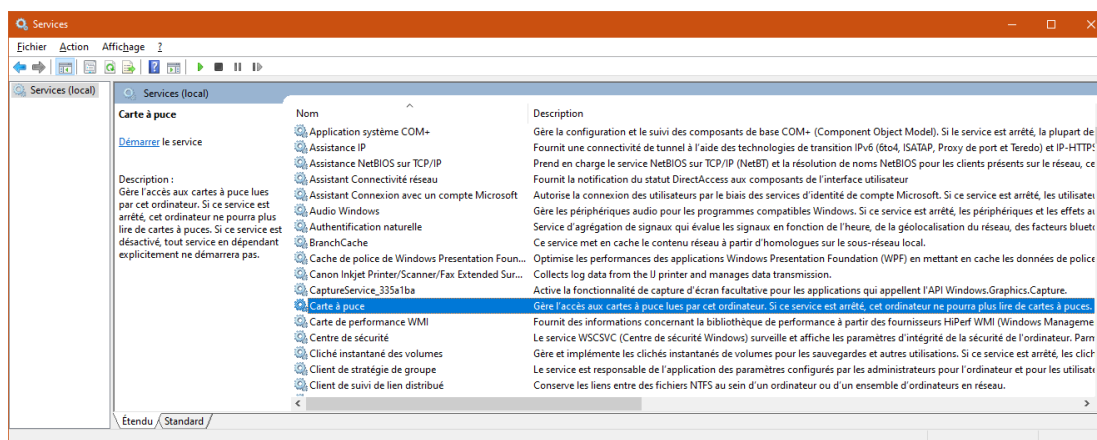 Services
Fichier Action Affichage ?
Services (local)
Services (local)
Carte à puce
Démarrer le service
Description :
Gère l'accès aux cartes à puce lues
par cet ordinateur. Si ce service est
arrêté, cet ordinateur ne pourra plus
lire de cartes à puces. Si ce service est
désactivé, tout service en dépendant
explicitement ne démarrera pas.
Nom Description
Application système COM+ Gère la configuration et le suivi des composants de base COM+ (Component Object Model). Si le service est arrêté, la plupart de
Assistance IP Fournit une connectivité de tunnel à l'aide des technologies de transition IPv6 (6to4, ISATAP, Proxy de port et Teredo) et IP-HTTPS
Assistance NetBIOS sur TCP/IP Prend en charge le service NetBIOS sur TCP/IP (NetBT) et la résolution de noms NetBIOS pour les clients présents sur le réseau, ce
Assistant Connectivité réseau Fournit la notification du statut DirectAccess aux composants de l'interface utilisateur
Assistant Connexion avec un compte Microsoft Autorise la connexion des utilisateurs par le biais des services d'identité de compte Microsoft. Si ce service est arrêté, les utilisateu
Audio Windows Gère les périphériques audio pour les programmes compatibles Windows. Si ce service est arrêté, les périphériques et les effets au
Authentification naturelle Service d'agrégation de signaux qui évalue les signaux en fonction de l'heure, de la géolocalisation du réseau, des facteurs blueto
BranchCache Ce service met en cache le contenu réseau à partir d'homologues sur le sous-réseau local.
Cache de police de Windows Presentation Foun... Optimise les performances des applications Windows Presentation Foundation (WPF) en mettant en cache les données de police
Canon Inkjet Printer/Scanner/Fax Extended Sur... Collects log data from the IJ printer and manages data transmission.
CaptureService_335a1ba Active la fonctionnalité de capture d'écran facultative pour les applications qui appellent l'API Windows.Graphics.Capture.
Carte à puce Gère l'accès aux cartes à puce lues par cet ordinateur. Si ce service est arrêté, cet ordinateur ne pourra plus lire de cartes à puces.
Carte de performance WMI Fournit des informations concernant la bibliothèque de performance à partir des fournisseurs HiPerf WMI (Windows Manageme
Centre de sécurité Le service WSCSVC (Centre de sécurité Windows) surveille et affiche les paramètres d'intégrité de la sécurité de l'ordinateur. Parm
Cliché instantané des volumes Gère et implémente les clichés instantanés de volumes pour les sauvegardes et autres utilisations. Si ce service est arrêté, les clich
Client de stratégie de groupe Le service est responsable de l'application des paramètres configurés par les administrateurs pour l'ordinateur et pour les utilisate
Client de suivi de lien distribué Conserve les liens entre des fichiers NTFS au sein d'un ordinateur ou d'un ensemble d'ordinateurs en réseau.
Étendu Standard